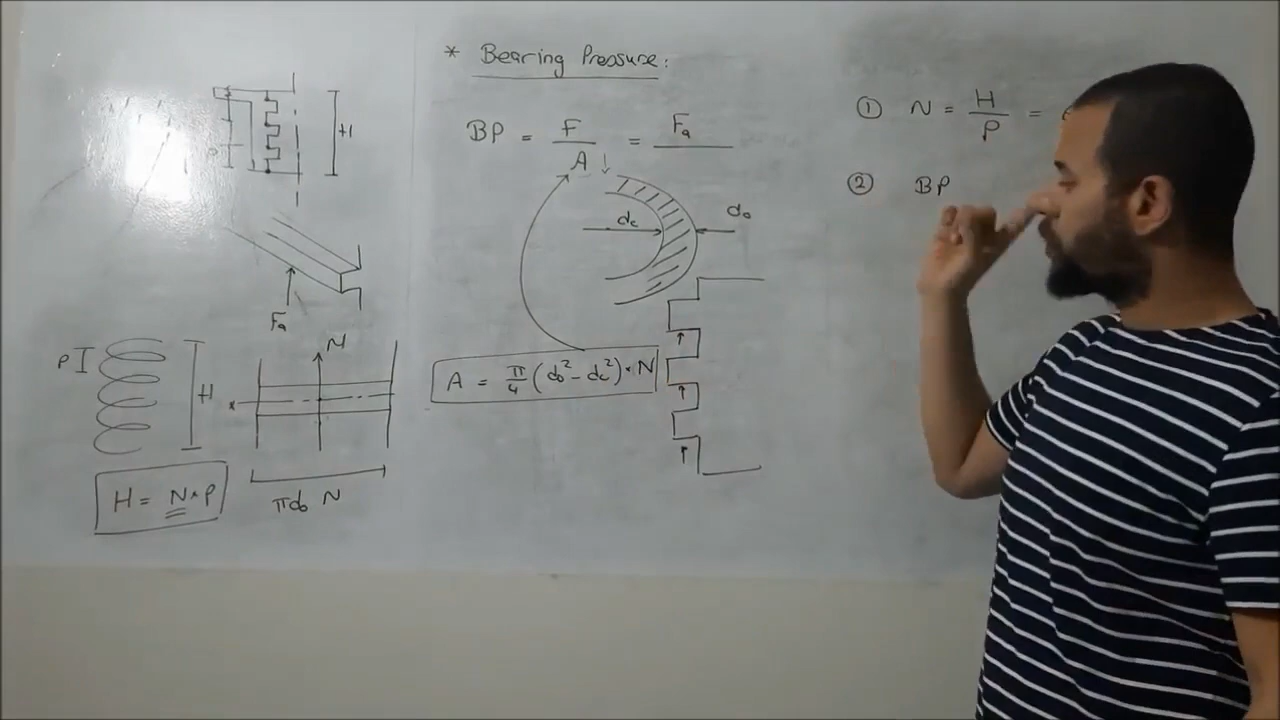 H
Fa
P
H
H = N * P
N
x
πdo N
* Bearing Pressure:
BP = F / A = Fa
dc
do
A = π/4 (do² - dc²) * N
① N = H / P =
② BP